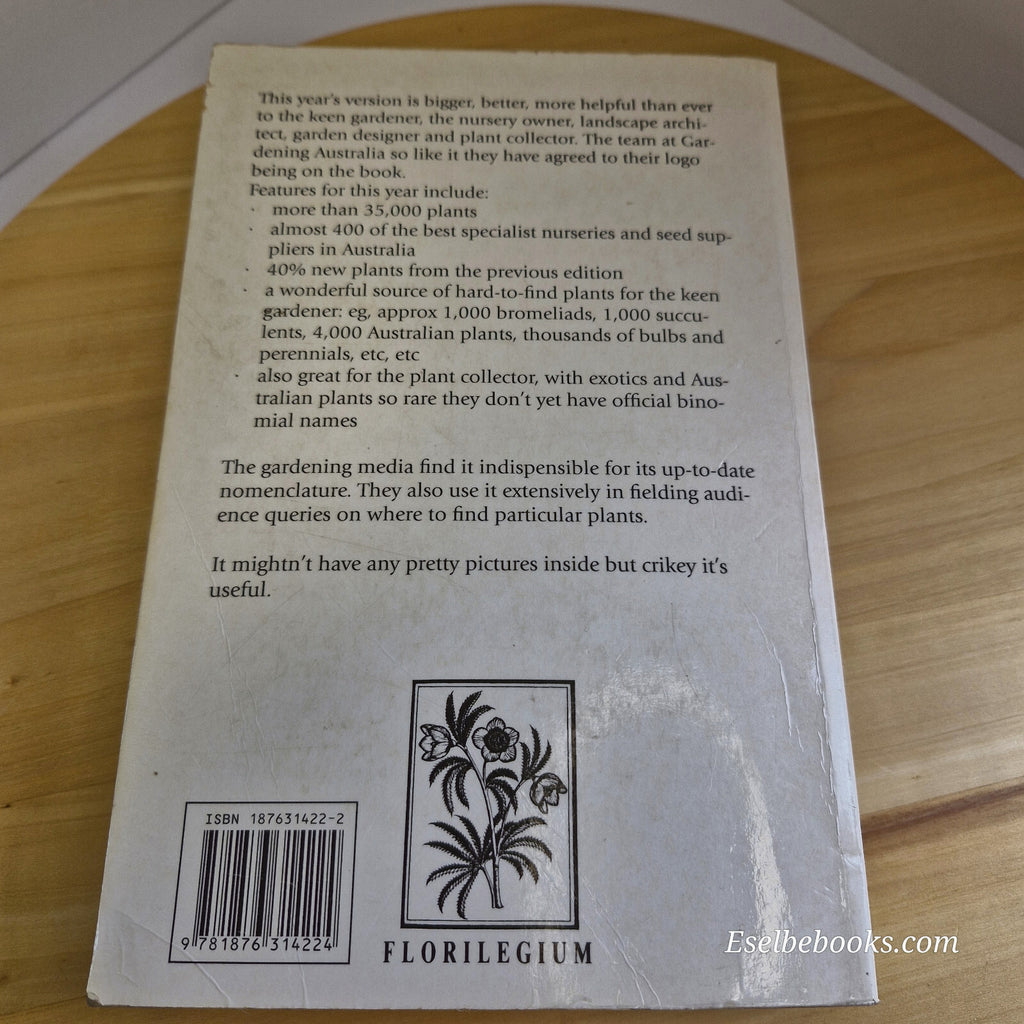 This year's version is bigger, better, more helpful than ever
to the keen gardener, the nursery owner, landscape archi-
tect, garden designer and plant collector. The team at Gar-
dening Australia so like it they have agreed to their logo
being on the book.
Features for this year include:
· more than 35,000 plants
· almost 400 of the best specialist nurseries and seed sup-
pliers in Australia
· 40% new plants from the previous edition
· a wonderful source of hard-to-find plants for the keen
gardener: eg, approx 1,000 bromeliads, 1,000 succu-
lents, 4,000 Australian plants, thousands of bulbs and
perennials, etc, etc
· also great for the plant collector, with exotics and Aus-
tralian plants so rare they don't yet have official bino-
mial names
The gardening media find it indispensible for its up-to-date
nomenclature. They also use it extensively in fielding audi-
ence queries on where to find particular plants.
It mightn't have any pretty pictures inside but crikey it's
useful.
ISBN 187631422-2
9 781876 314224
FLORILEGIUM
Eselbebooks.com